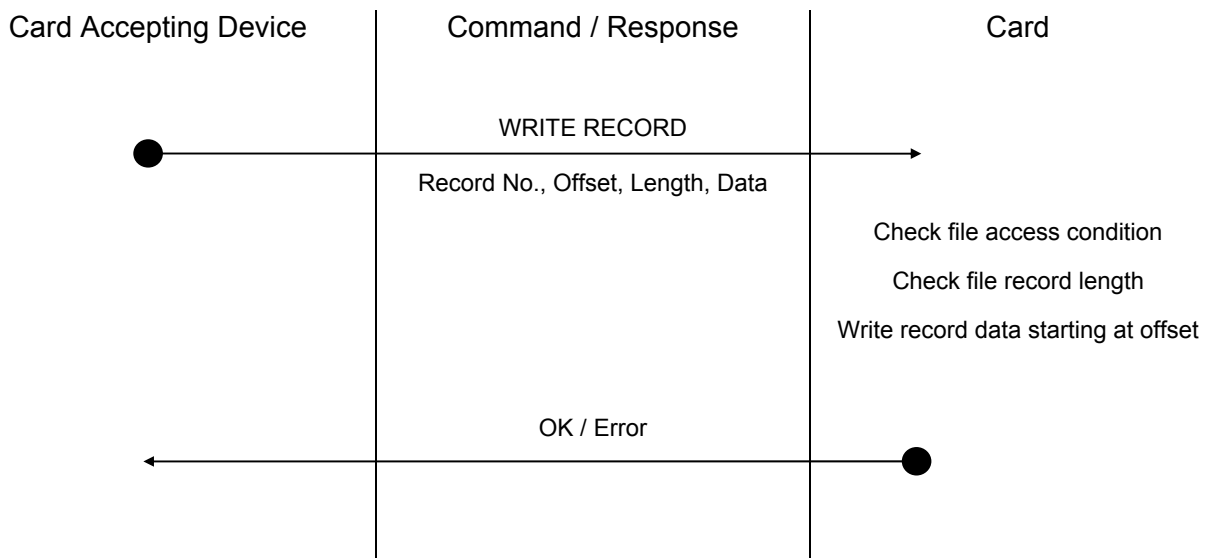 Card Accepting Device
Command / Response
Card
WRITE RECORD
Record No., Offset, Length, Data
Check file access condition
Check file record length
Write record data starting at offset
OK / Error